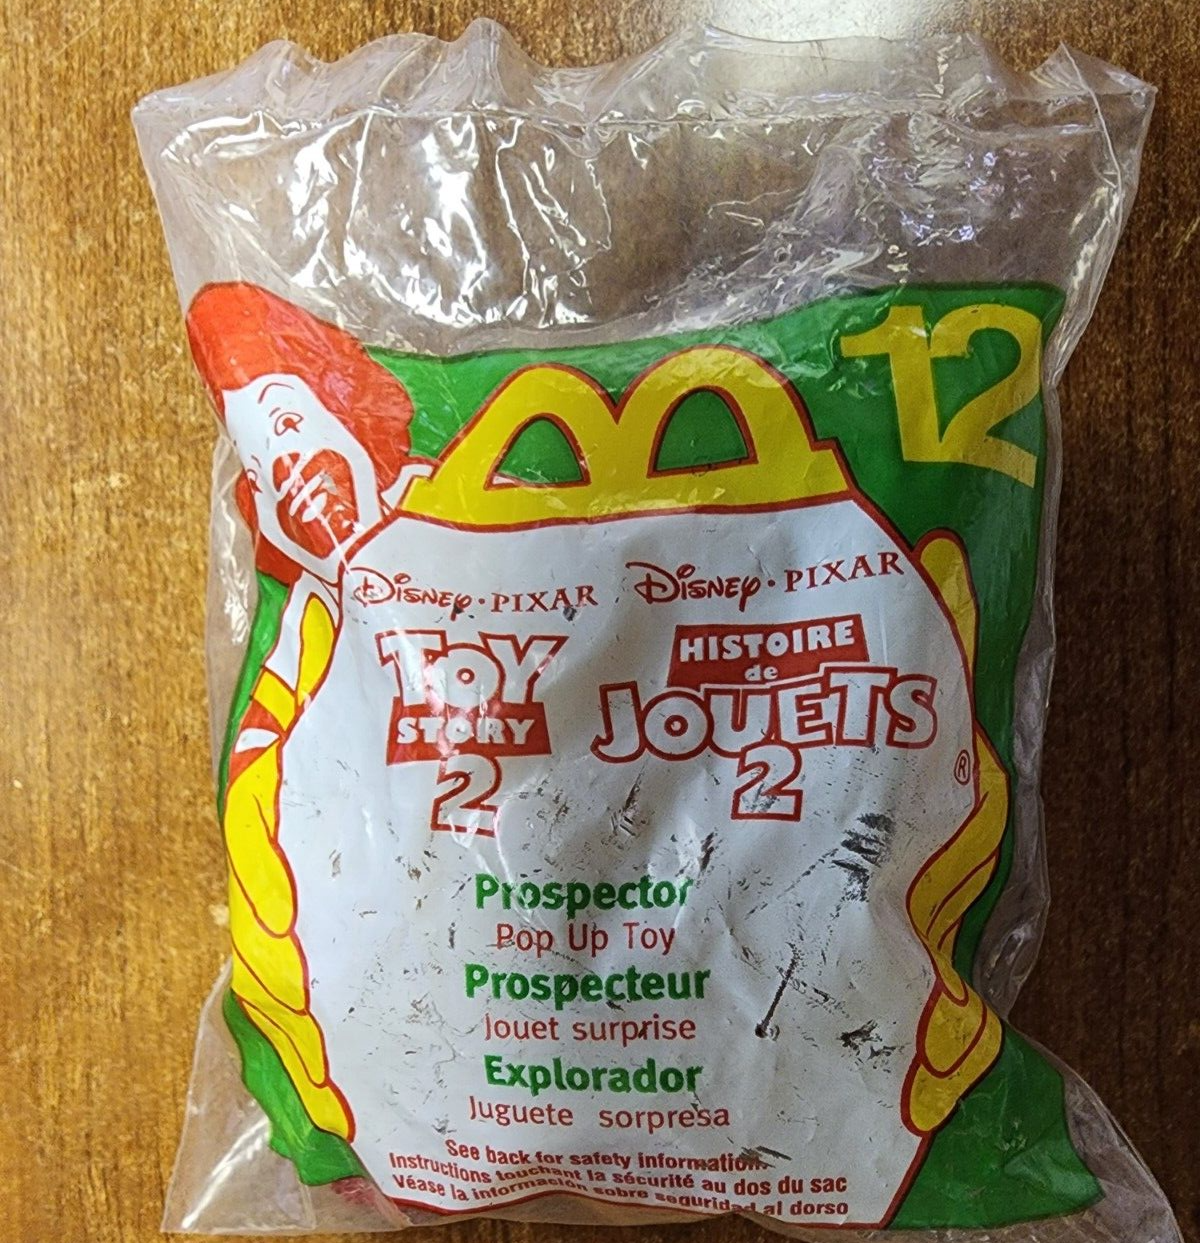 12
Disney · PIXAR
TOY
STORY
2
Disney · PIXAR
HISTOIRE
de
JOUETS
2
®
Prospector
Pop Up Toy
Prospecteur
Jouet surprise
Explorador
Juguete sorpresa
See back for safety information.
Instructions touchant la sécurité au dos du sac
Véase la información sobre seguridad al dorso